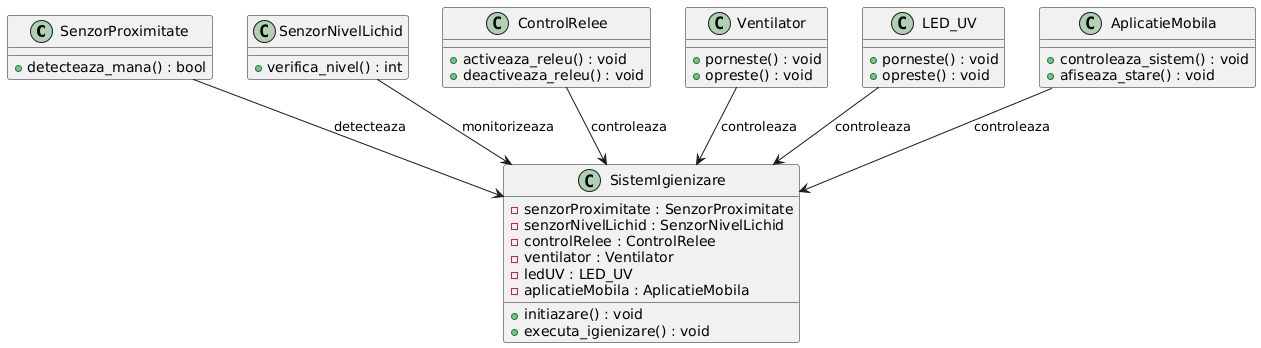 C SenzorProximitate
detecteaza_mana() : bool
C SenzorNivelLichid
verifica_nivel() : int
C ControlRelee
activeaza_releu() : void
deactiveaza_releu() : void
C Ventilator
porneste() : void
opreste() : void
C LED_UV
porneste() : void
opreste() : void
C AplicatieMobila
controleaza_sistem() : void
afiseaza_stare() : void
detecteaza
monitorizeaza
controleaza
controleaza
controleaza
controleaza
C SistemIgienizare
senzorProximitate : SenzorProximitate
senzorNivelLichid : SenzorNivelLichid
controlRelee : ControlRelee
ventilator : Ventilator
ledUV : LED_UV
aplicatieMobila : AplicatieMobila
initiazare() : void
executa_igienizare() : void